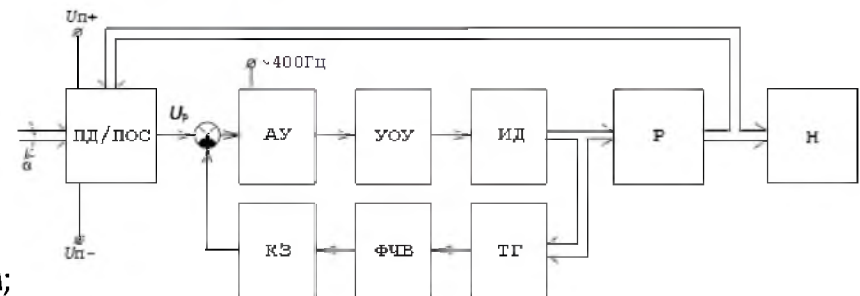 Uп+
~400Гц
ПД/ПОС
Uр
АУ
УОУ
ИД
Р
Н
α
Uп−
КЗ
ФЧВ
ТГ
;